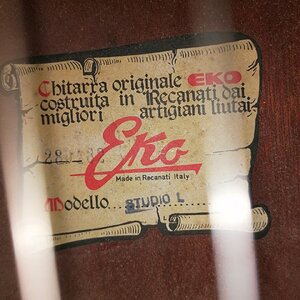 Chitarra originale EKO
costruita in Recanati dai
migliori artigiani liutai
Eko
Made in Recanati Italy
Modello STUDIO L